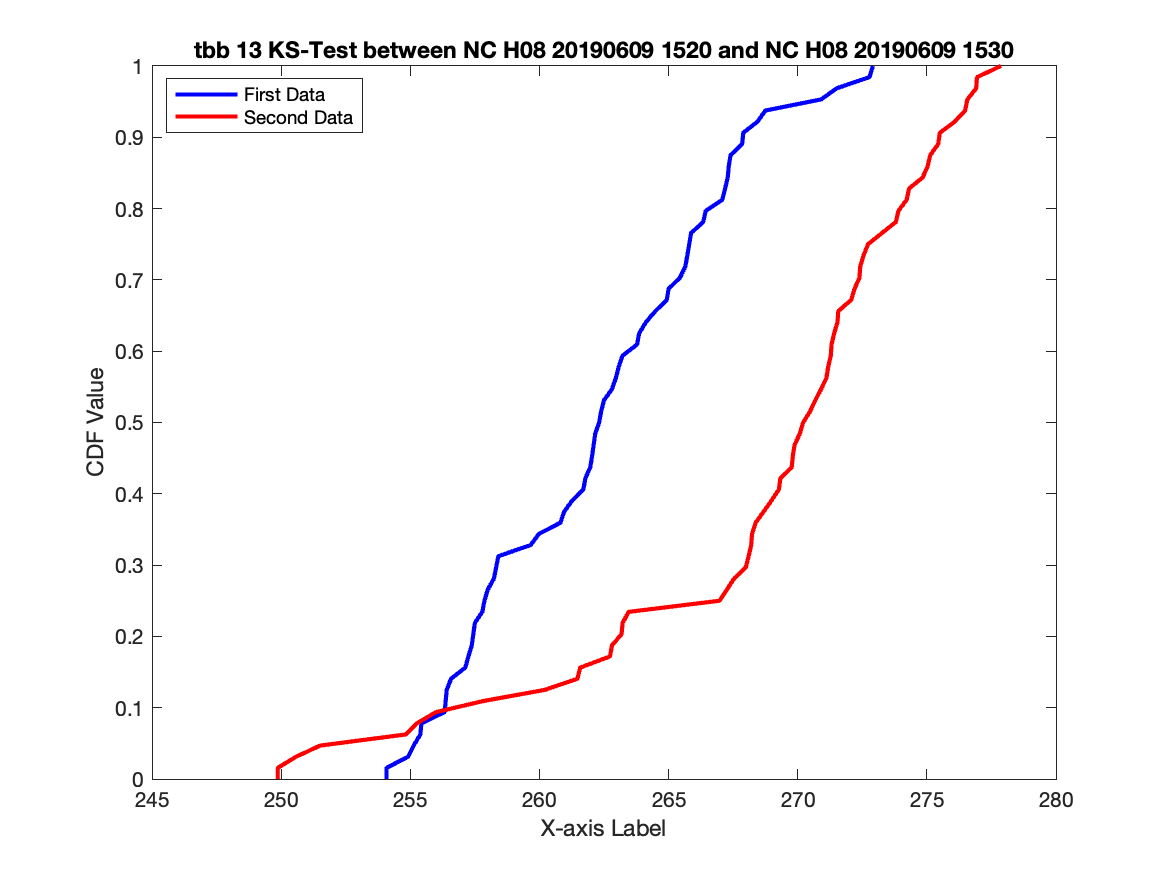 tbb 13 KS-Test between NC H08 20190609 1520 and NC H08 20190609 1530
First Data
Second Data
1
0.9
0.8
0.7
0.6
0.5
0.4
0.3
0.2
0.1
0
CDF Value
245 250 255 260 265 270 275 280
X-axis Label